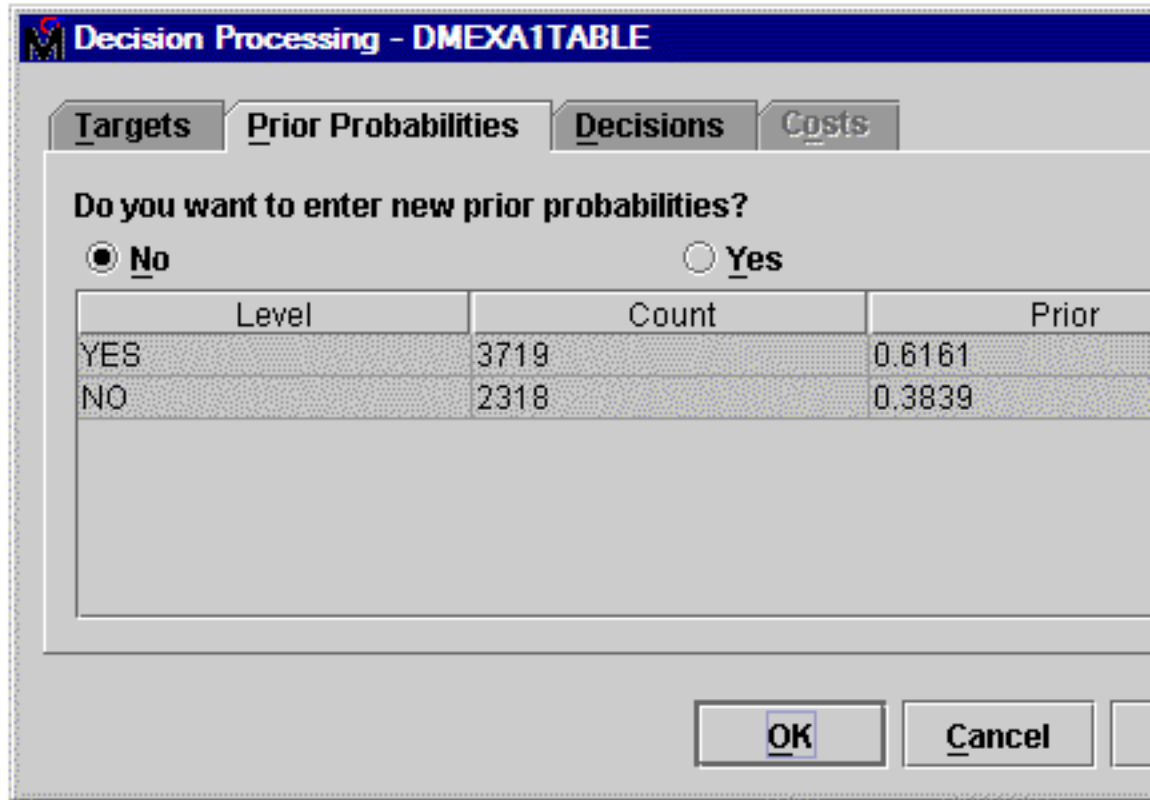 Decision Processing - DMEXA1TABLE
Targets Prior Probabilities Decisions Costs
Do you want to enter new prior probabilities?
No Yes
Level Count Prior
YES 3719 0.6161
NO 2318 0.3839
OK Cancel